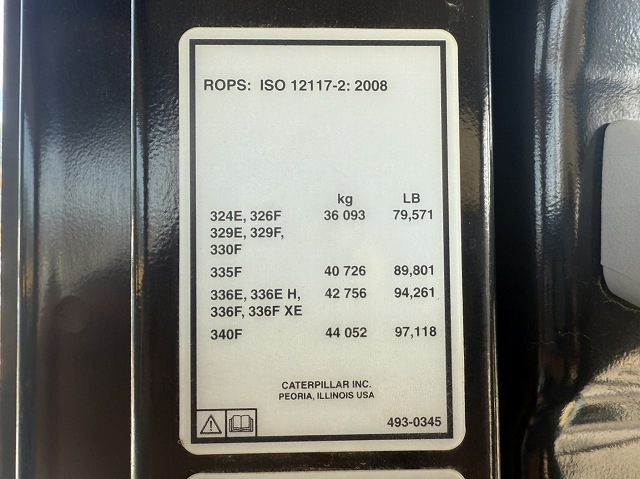 ROPS: ISO 12117-2: 2008
kg LB
324E, 326F 36 093 79,571
329E, 329F,
330F
335F 40 726 89,801
336E, 336E H, 42 756 94,261
336F, 336F XE
340F 44 052 97,118
CATERPILLAR INC.
PEORIA, ILLINOIS USA
493-0345